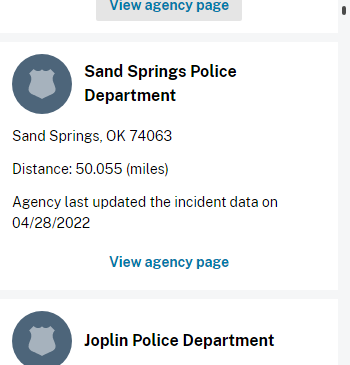 View agency page
Sand Springs Police
Department
Sand Springs, OK 74063
Distance: 50.055 (miles)
Agency last updated the incident data on
04/28/2022
View agency page
Joplin Police Department